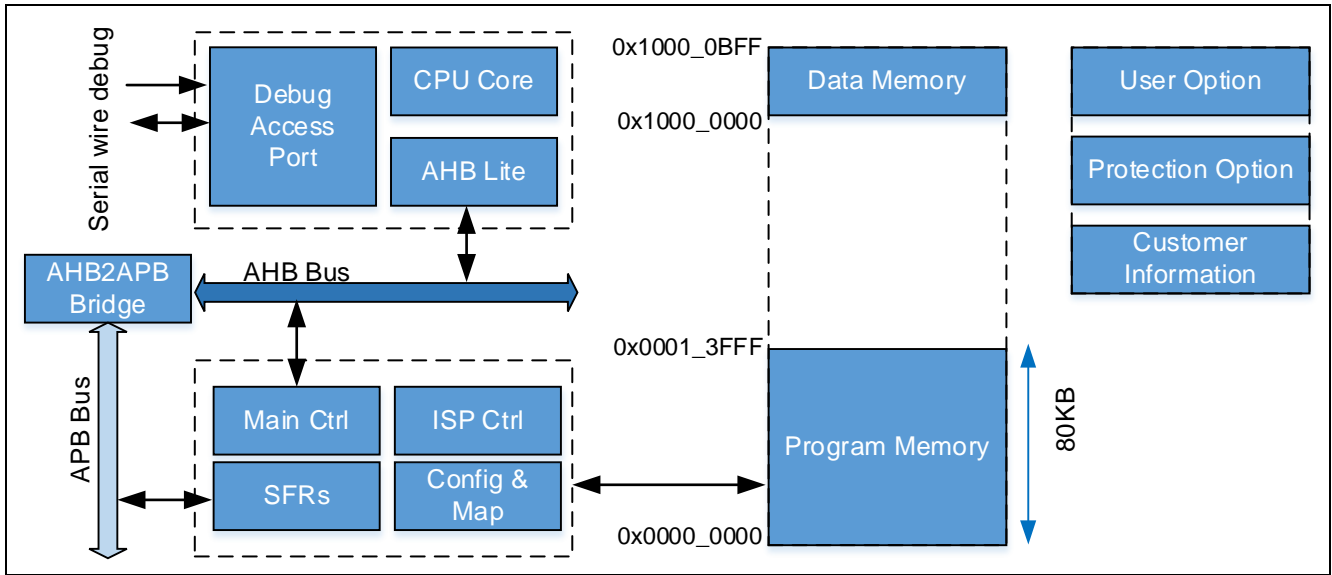 Serial wire debug
Debug
Access
Port
CPU Core
AHB Lite
AHB2APB
Bridge
AHB Bus
APB Bus
Main Ctrl
ISP Ctrl
SFRs
Config &
Map
0x1000_0BFF
Data Memory
0x1000_0000
0x0001_3FFF
Program Memory
80KB
0x0000_0000
User Option
Protection Option
Customer
Information